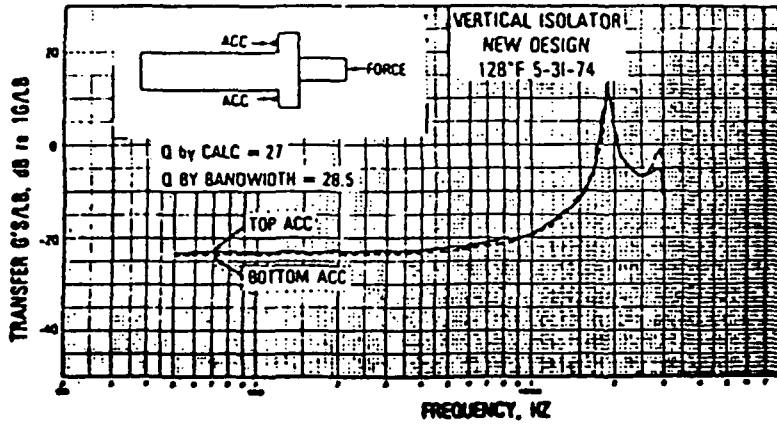 VERTICAL ISOLATOR
NEW DESIGN
128°F 5-31-74
ACC
FORCE
ACC
Q by CALC = 27
Q BY BANDWIDTH = 28.5
TOP ACC
BOTTOM ACC
TRANSFER G'S/LB, dB re 1G/LB
20
0
-20
-40
FREQUENCY, HZ